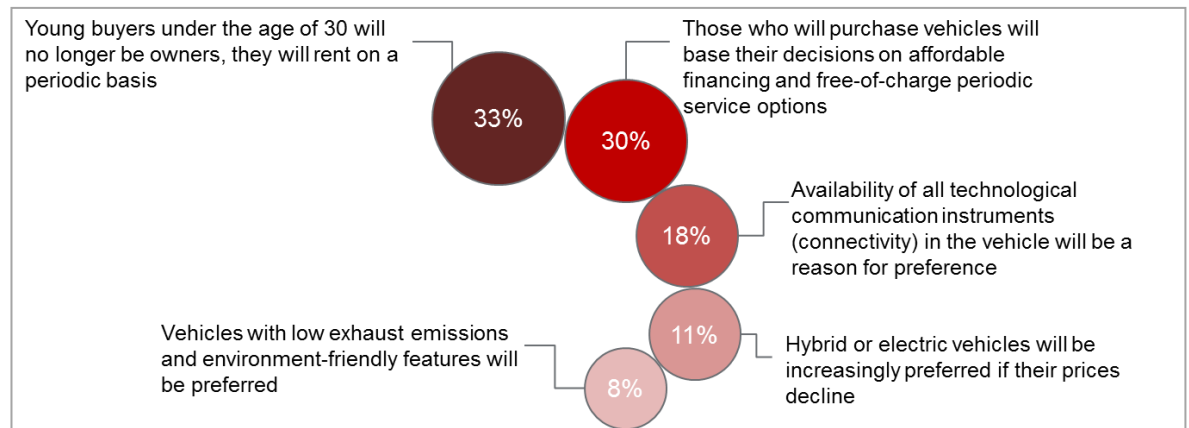 Young buyers under the age of 30 will
no longer be owners, they will rent on a
periodic basis
33%
Those who will purchase vehicles will
base their decisions on affordable
financing and free-of-charge periodic
service options
30%
Availability of all technological
communication instruments
(connectivity) in the vehicle will be a
reason for preference
18%
Hybrid or electric vehicles will be
increasingly preferred if their prices
decline
11%
Vehicles with low exhaust emissions
and environment-friendly features will
be preferred
8%